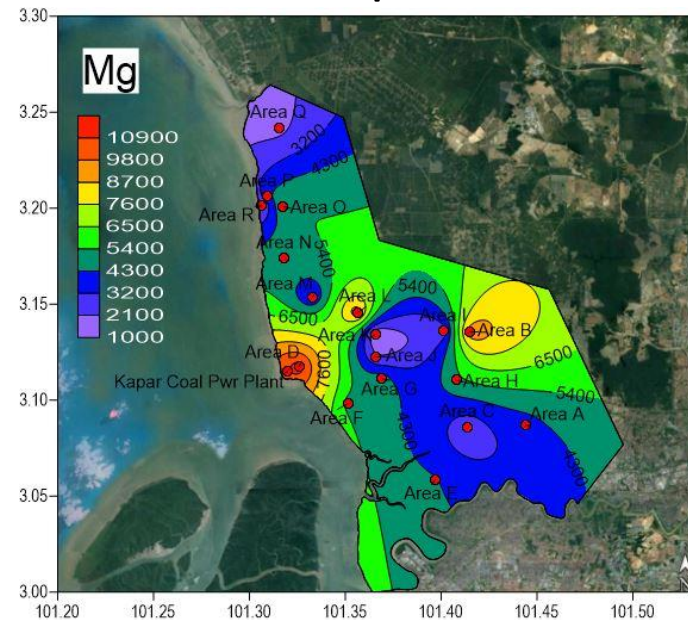 3.30
Mg
3.25
Area Q
10900
3200
9800
4300
8700
Area P
7600
3.20
Area R
Area O
6500
5400
Area N
5400
4300
Area M
5400
3200
Area L
3.15
6500
Area I
2100
Area K
Area B
1000
Area D
Area J
6500
7600
Kapar Coal Pwr Plant
Area H
5400
3.10
Area G
Area F
4300
Area C
Area A
4300
3.05
Area E
3.00
101.20
101.25
101.30
101.35
101.40
101.45
101.50